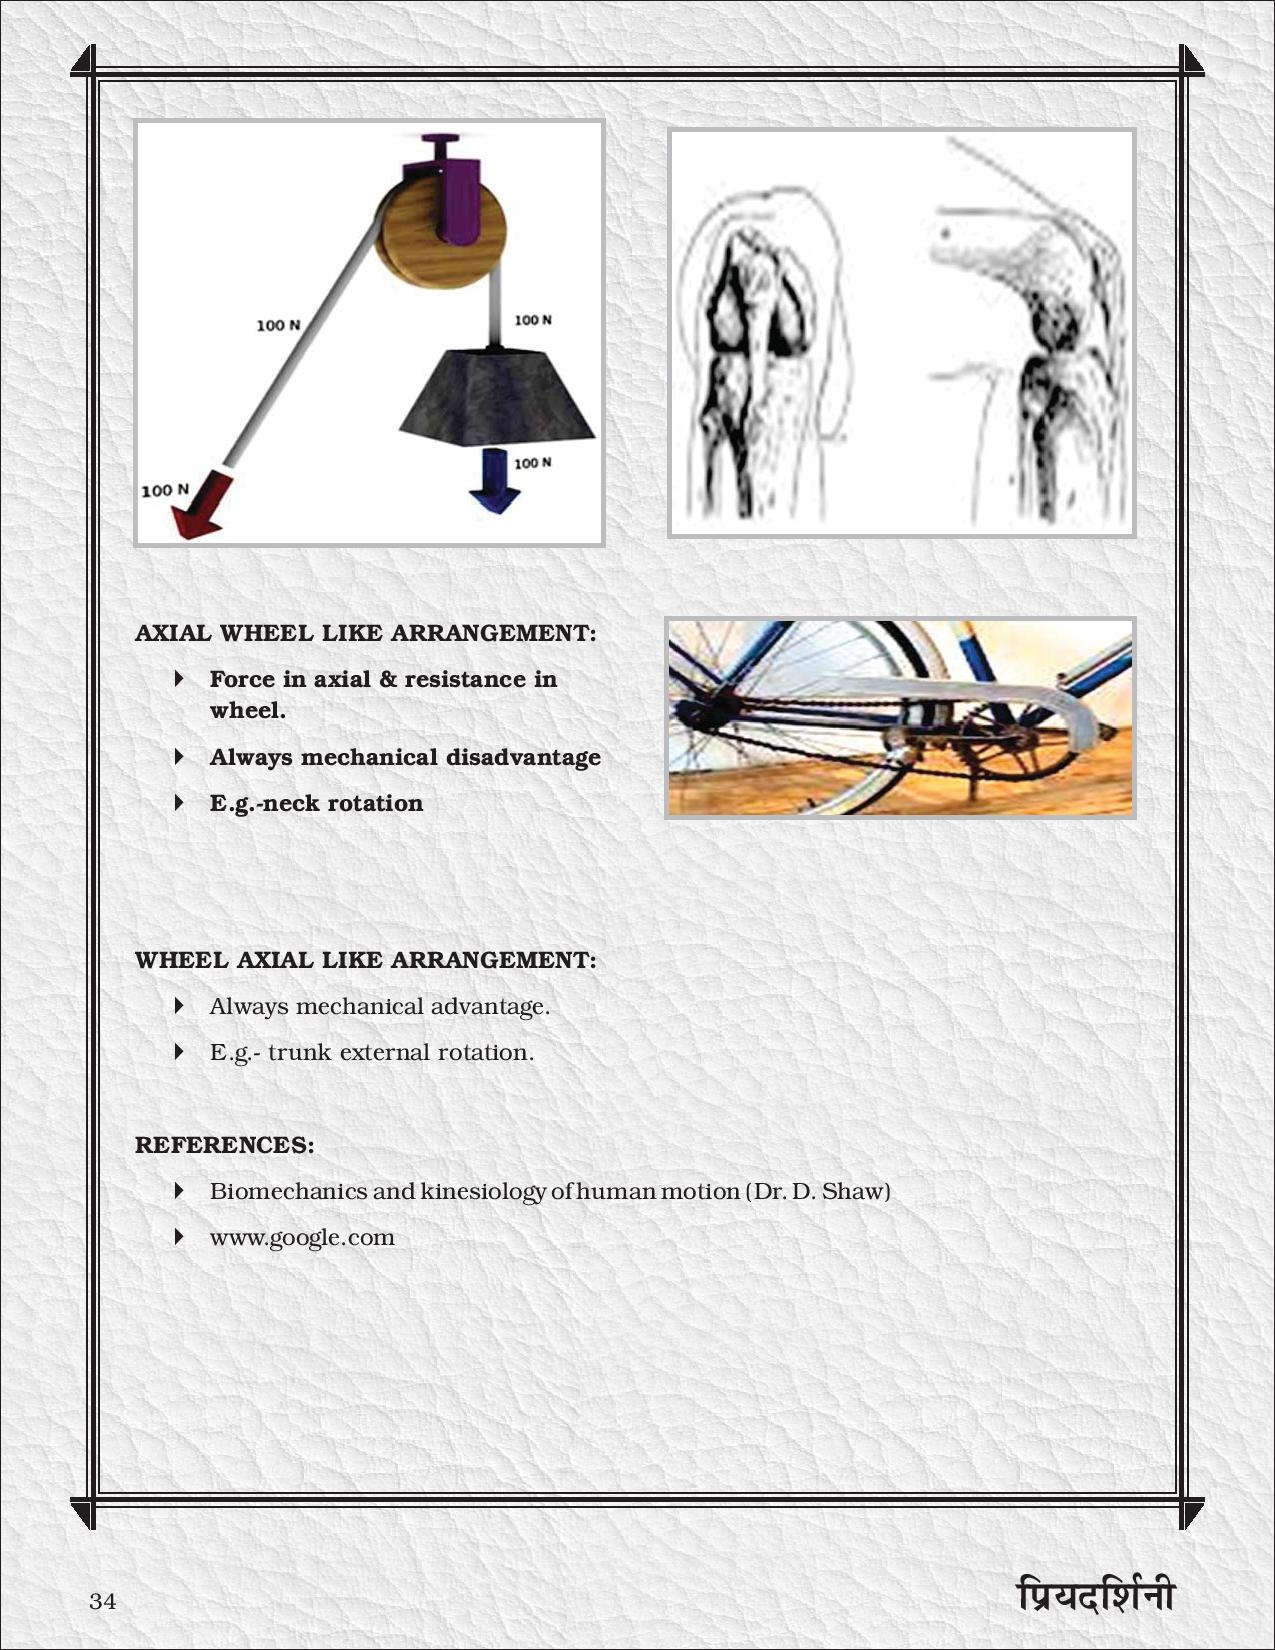 100 N
100 N
100 N
100 N
AXIAL WHEEL LIKE ARRANGEMENT:
Force in axial & resistance in
wheel.
Always mechanical disadvantage
E.g.-neck rotation
WHEEL AXIAL LIKE ARRANGEMENT:
Always mechanical advantage.
E.g.- trunk external rotation.
REFERENCES:
Biomechanics and kinesiology of human motion (Dr. D. Shaw)
www.google.com
34
प्रियदर्शिनी